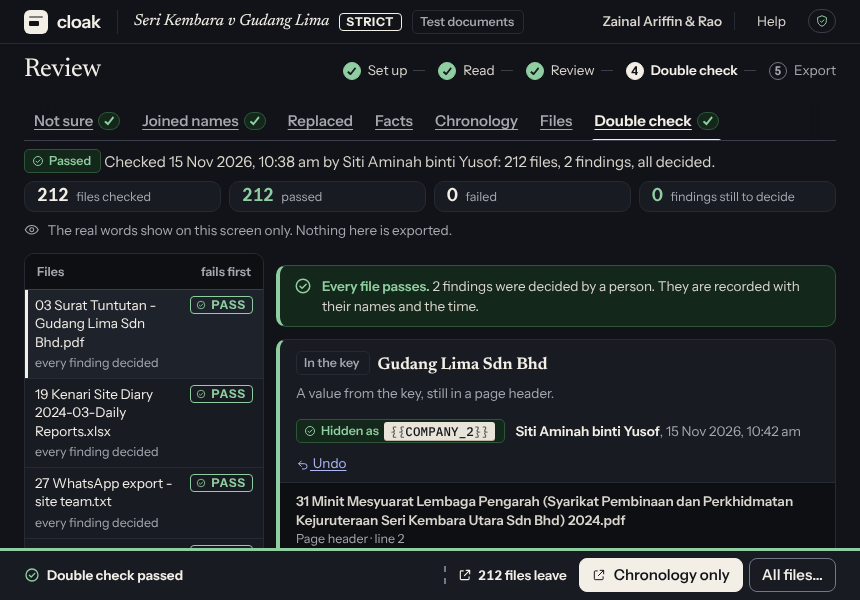 cloak
Seri Kembara v Gudang Lima
STRICT
Test documents
Zainal Ariffin & Rao
Help
Review
Set up
Read
Review
4 Double check
5 Export
Not sure
Joined names
Replaced
Facts
Chronology
Files
Double check
Passed Checked 15 Nov 2026, 10:38 am by Siti Aminah binti Yusof: 212 files, 2 findings, all decided.
212 files checked
212 passed
0 failed
0 findings still to decide
The real words show on this screen only. Nothing here is exported.
Files
fails first
03 Surat Tuntutan -
Gudang Lima Sdn
Bhd.pdf
PASS
every finding decided
19 Kenari Site Diary
2024-03-Daily
Reports.xlsx
PASS
every finding decided
27 WhatsApp export -
site team.txt
PASS
every finding decided
Every file passes. 2 findings were decided by a person. They are recorded with
their names and the time.
In the key
Gudang Lima Sdn Bhd
A value from the key, still in a page header.
Hidden as {{COMPANY_2}}
Siti Aminah binti Yusof, 15 Nov 2026, 10:42 am
Undo
31 Minit Mesyuarat Lembaga Pengarah (Syarikat Pembinaan dan Perkhidmatan
Kejuruteraan Seri Kembara Utara Sdn Bhd) 2024.pdf
Page header · line 2
Double check passed
212 files leave
Chronology only
All files...